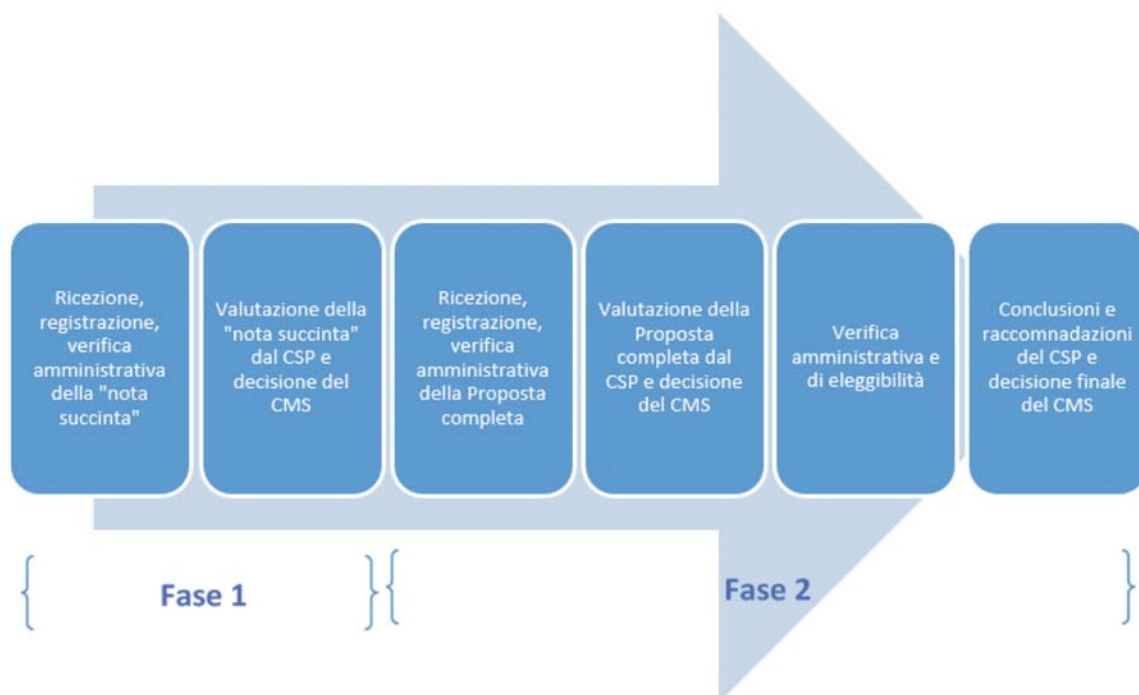 Ricezione,
registrazione,
verifica
amministrativa
della "nota
succinta"
Valutazione della
"nota succinta"
dal CSP e
decisione del
CMS
Ricezione,
registrazione,
verifica
amministrativa
della Proposta
completa
Valutazione della
Proposta
completa dal
CSP e decisione
del CMS
Verifica
amministrativa e
di eleggibilità
Conclusioni e
raccomnadazioni
del CSP e
decisione finale
del CMS
Fase 1
Fase 2